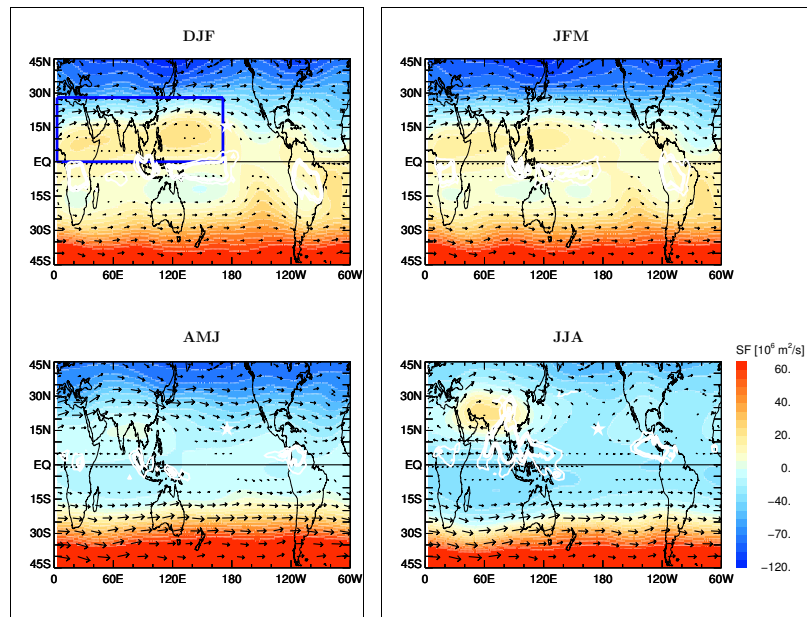 DJF
JFM
45N
30N
15N
EQ
15S
30S
45S
0
60E
120E
180
120W
60W
45N
30N
15N
EQ
15S
30S
45S
0
60E
120E
180
120W
60W
AMJ
JJA
45N
30N
15N
EQ
15S
30S
45S
0
60E
120E
180
120W
60W
45N
30N
15N
EQ
15S
30S
45S
0
60E
120E
180
120W
60W
SF [10⁶ m²/s]
60.
20.
0.
−40.
−70.
−120.